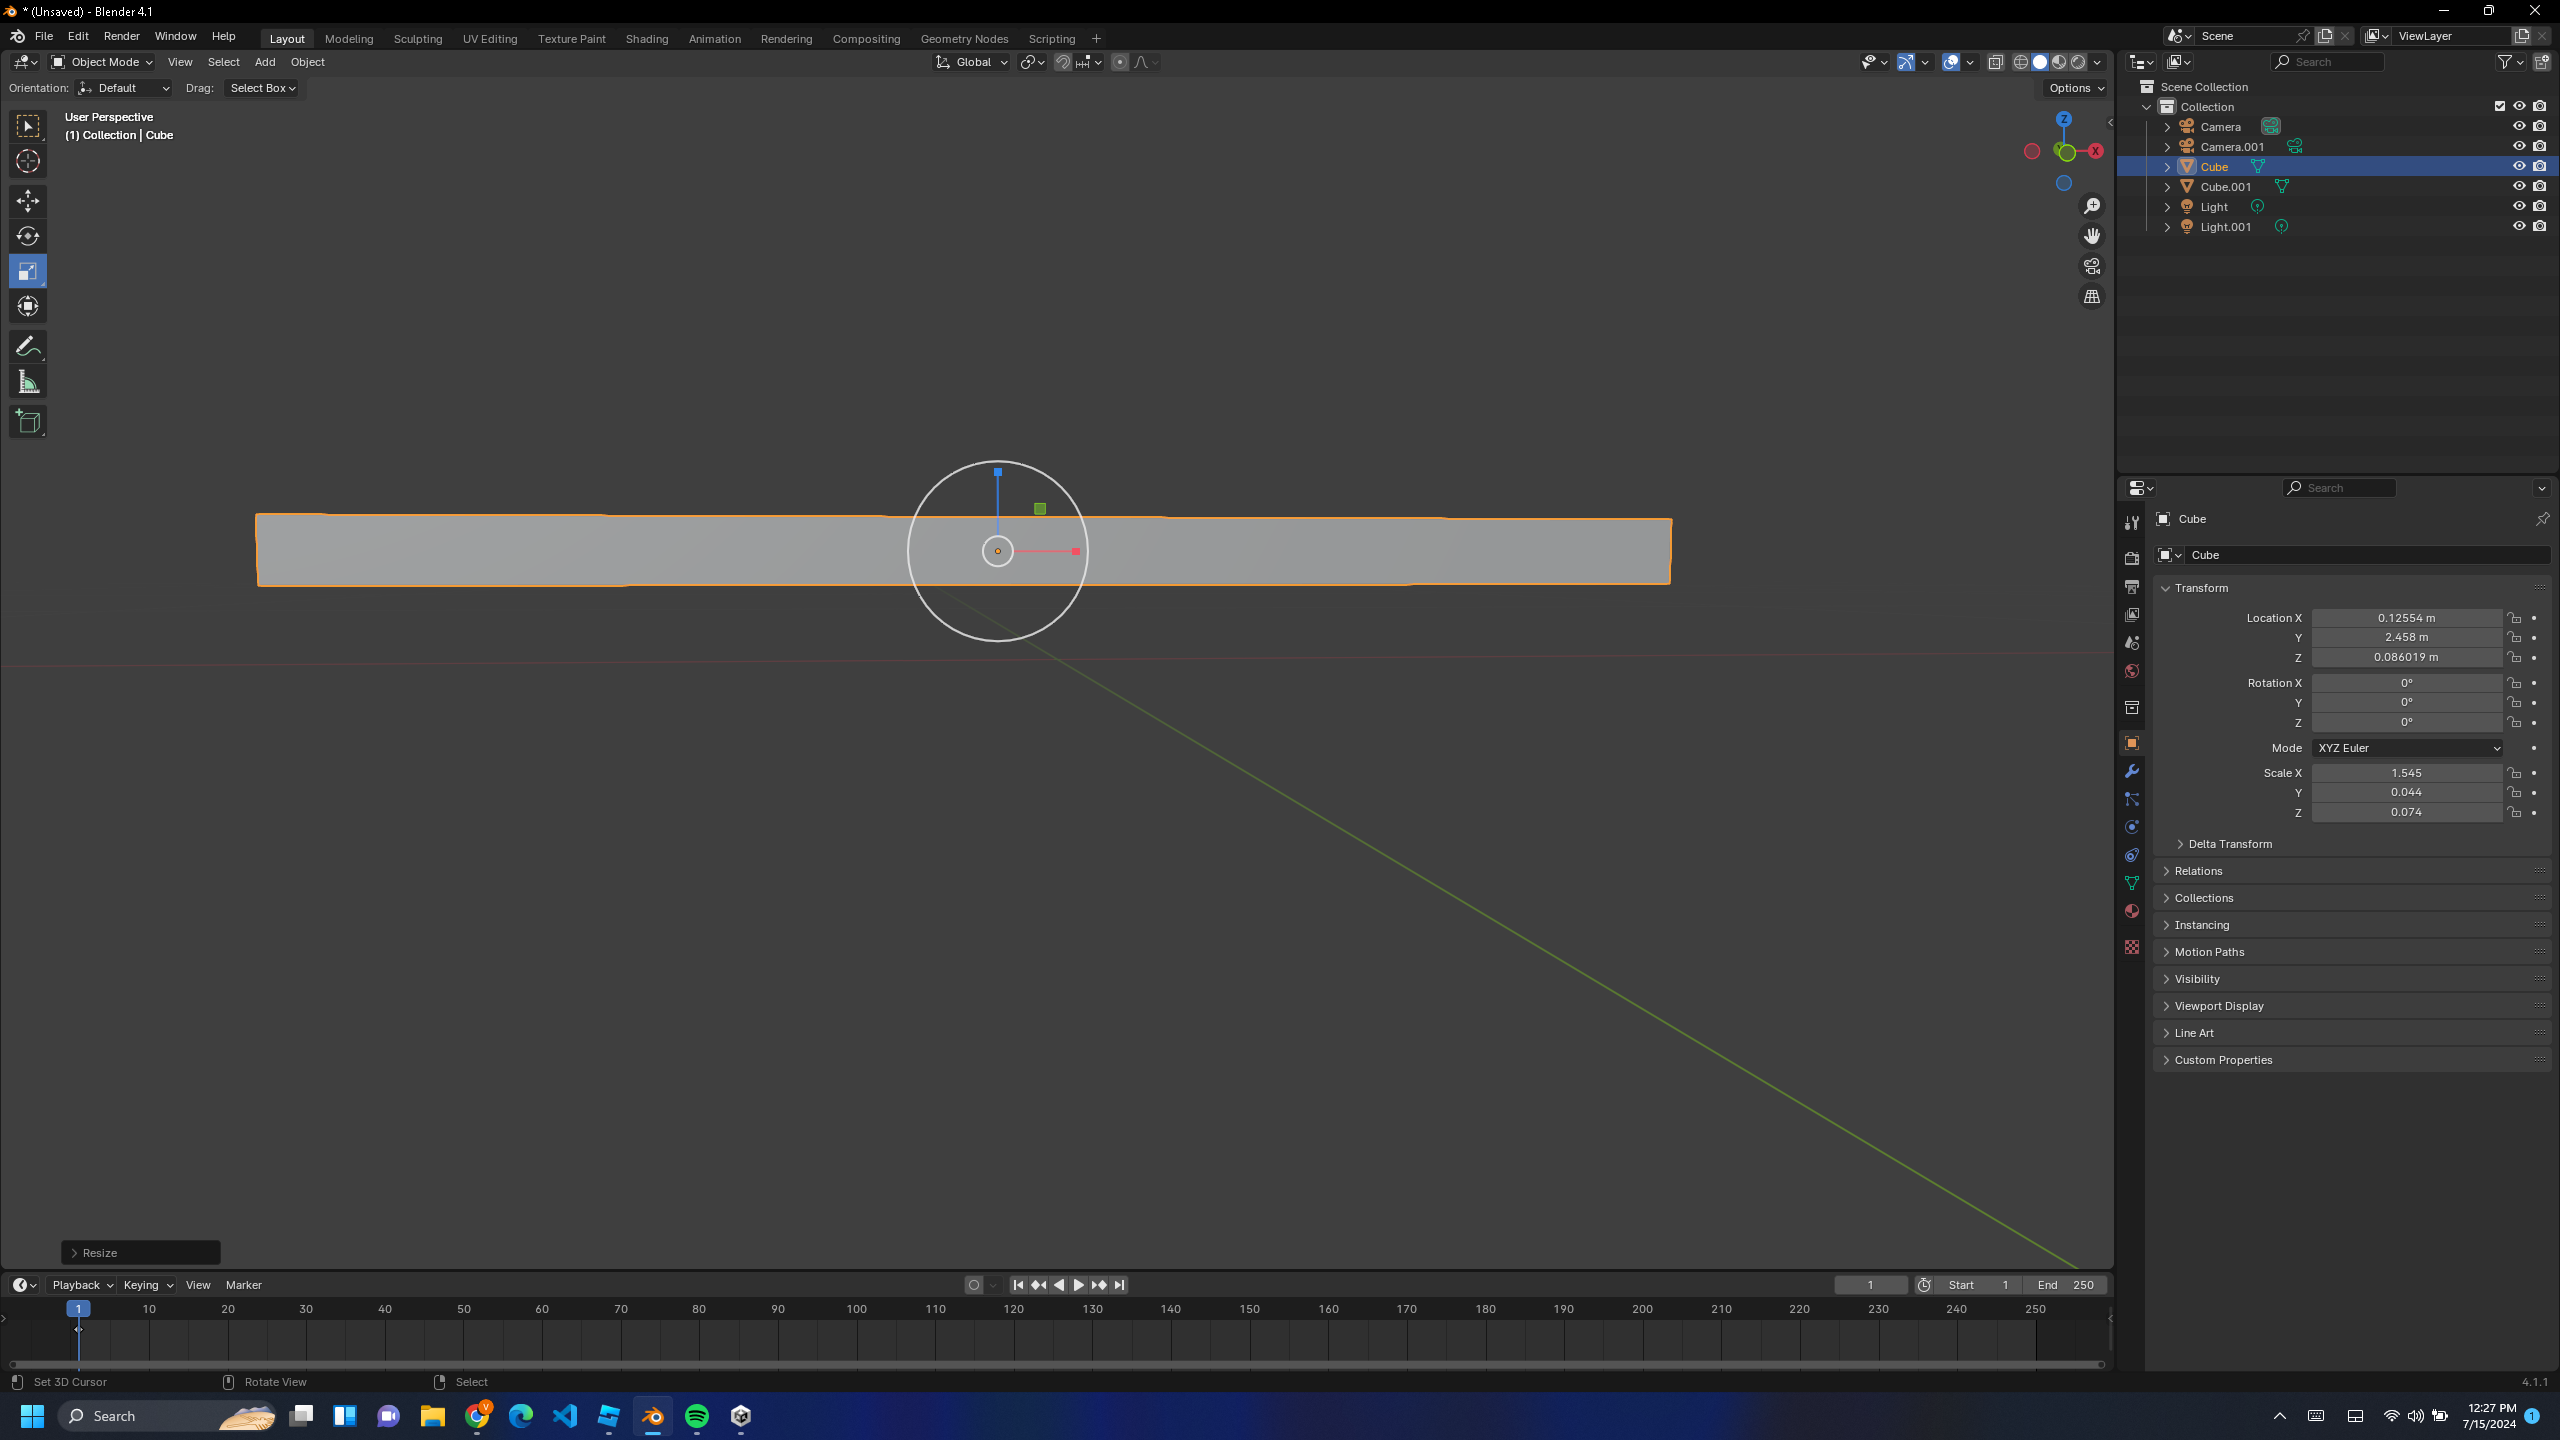 * (Unsaved) - Blender 4.1
File Edit Render Window Help Layout Modeling Sculpting UV Editing Texture Paint Shading Animation Rendering Compositing Geometry Nodes Scripting + Scene ViewLayer
Object Mode View Select Add Object Global
Orientation: Default Drag: Select Box Options
User Perspective
(1) Collection | Cube
Z
X
Resize
Search
Scene Collection
Collection
Camera
Camera.001
Cube
Cube.001
Light
Light.001
Search
Cube
Cube
Transform
Location X 0.12554 m
Y 2.458 m
Z 0.086019 m
Rotation X 0°
Y 0°
Z 0°
Mode XYZ Euler
Scale X 1.545
Y 0.044
Z 0.074
Delta Transform
Relations
Collections
Instancing
Motion Paths
Visibility
Viewport Display
Line Art
Custom Properties
Playback Keying View Marker 1 Start 1 End 250
1 10 20 30 40 50 60 70 80 90 100 110 120 130 140 150 160 170 180 190 200 210 220 230 240 250
Set 3D Cursor Rotate View Select 4.1.1
Search V 12:27 PM
7/15/2024 1